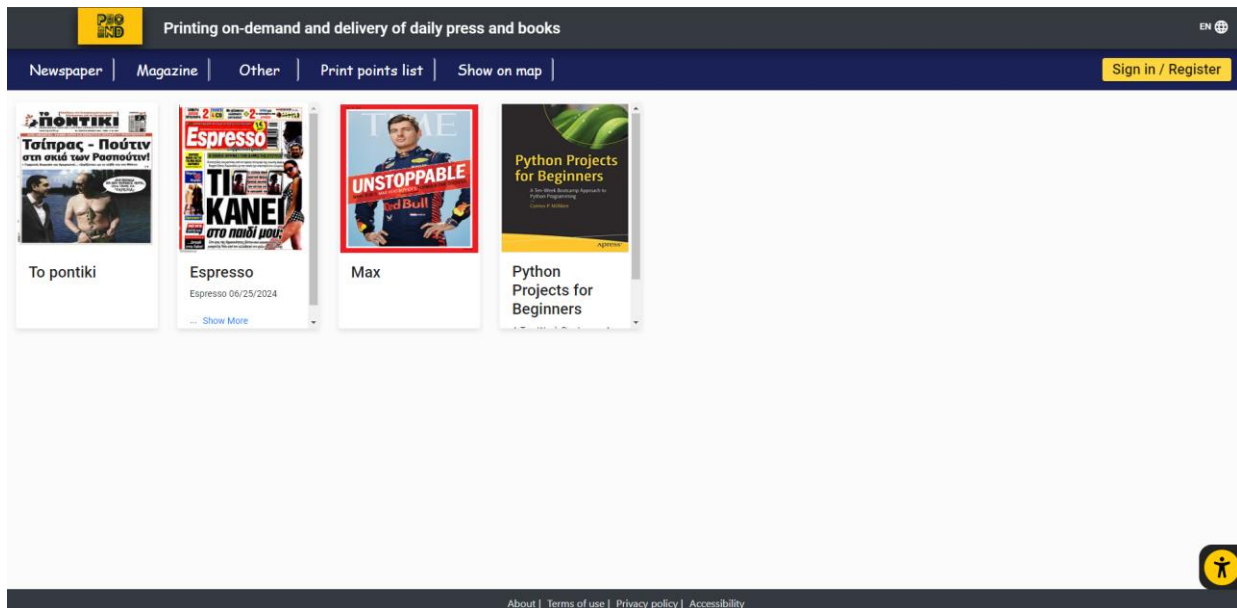 Printing on-demand and delivery of daily press and books
EN
Newspaper
Magazine
Other
Print points list
Show on map
Sign in / Register
ΤΟ ΠΟΝΤΙΚΙ
Τσίπρας - Πούτιν
στη σκιά των Ρασπούτιν!
To pontiki
Espresso
ΤΙ
ΚΑΝΕΙ
στο παιδί μου;
Espresso
Espresso 06/25/2024
... Show More
TIME
UNSTOPPABLE
Red Bull
Max
Python Projects
for Beginners
A Ten-Week Bootcamp Approach to
Python Programming
Apress
Python
Projects for
Beginners
About | Terms of use | Privacy policy | Accessibility